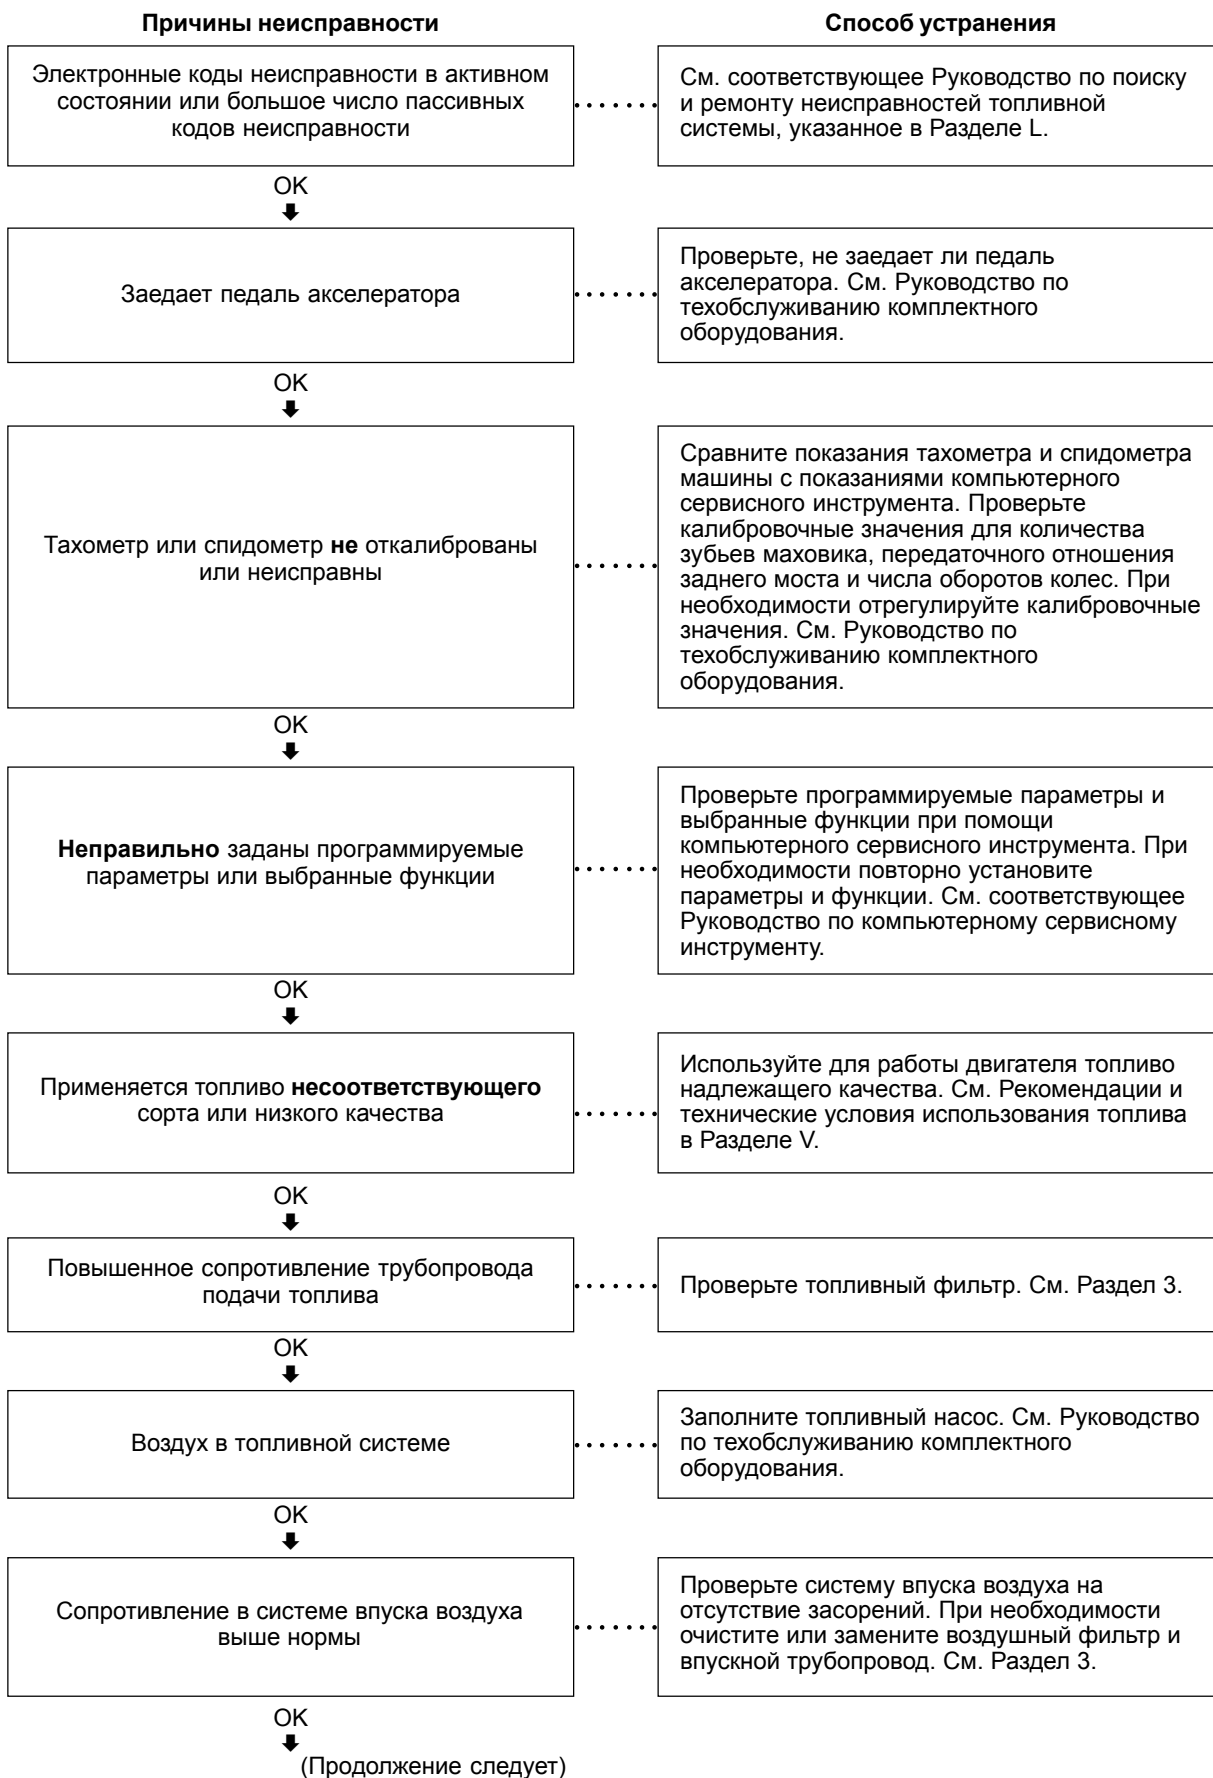 Причины неисправности
Способ устранения
Электронные коды неисправности в активном
состоянии или большое число пассивных
кодов неисправности
См. соответствующее Руководство по поиску
и ремонту неисправностей топливной
системы, указанное в Разделе L.
OK
Заедает педаль акселератора
Проверьте, не заедает ли педаль
акселератора. См. Руководство по
техобслуживанию комплектного
оборудования.
OK
Тахометр или спидометр не откалиброваны
или неисправны
Сравните показания тахометра и спидометра
машины с показаниями компьютерного
сервисного инструмента. Проверьте
калибровочные значения для количества
зубьев маховика, передаточного отношения
заднего моста и числа оборотов колес. При
необходимости отрегулируйте калибровочные
значения. См. Руководство по
техобслуживанию комплектного
оборудования.
OK
Неправильно заданы программируемые
параметры или выбранные функции
Проверьте программируемые параметры и
выбранные функции при помощи
компьютерного сервисного инструмента. При
необходимости повторно установите
параметры и функции. См. соответствующее
Руководство по компьютерному сервисному
инструменту.
OK
Применяется топливо несоответствующего
сорта или низкого качества
Используйте для работы двигателя топливо
надлежащего качества. См. Рекомендации и
технические условия использования топлива
в Разделе V.
OK
Повышенное сопротивление трубопровода
подачи топлива
Проверьте топливный фильтр. См. Раздел 3.
OK
Воздух в топливной системе
Заполните топливный насос. См. Руководство
по техобслуживанию комплектного
оборудования.
OK
Сопротивление в системе впуска воздуха
выше нормы
Проверьте систему впуска воздуха на
отсутствие засорений. При необходимости
очистите или замените воздушный фильтр и
впускной трубопровод. См. Раздел 3.
OK
(Продолжение следует)